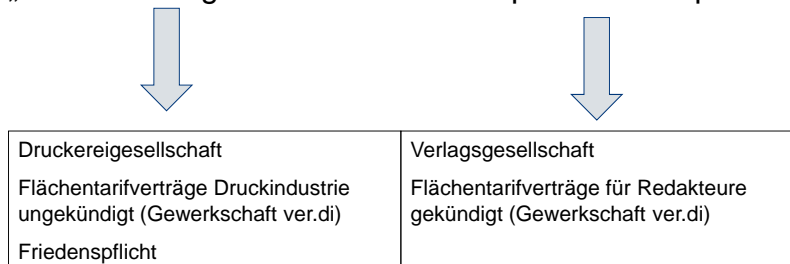 Druckereigesellschaft
Flächentarifverträge Druckindustrie
ungekündigt (Gewerkschaft ver.di)
Friedenspflicht
Verlagsgesellschaft
Flächentarifverträge für Redakteure
gekündigt (Gewerkschaft ver.di)